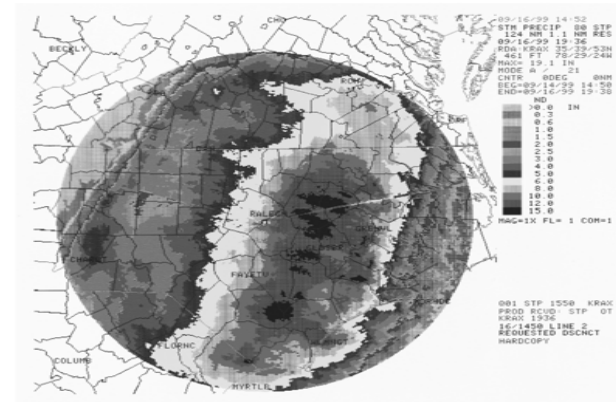 09/16/99 14:52
STM PRECIP 80 STP
124 NM 1.1 NM RES
09/16/99 19:36
RDA:KRAX 35/39/53N
461 FT 78/29/24W
MAX= 19.1 IN
MODE A / 21
CNTR 0DEG 0NM
BEG=09/14/99 14:50
END=09/16/99 19:38
ND
>0.0 IN
0.3
0.6
1.0
1.5
2.0
2.5
3.0
4.0
5.0
6.0
8.0
10.0
12.0
15.0
MAG=1X FL= 1 COM=1
CHO
BECKLY
FAYETU
FLORNC
COLUMB
MYRTLB
001 STP 1550 KRAX
PROD RCVD: STP OT
KRAX 1936
16/1450 LINE 2
REQUESTED DSCNCT
HARDCOPY